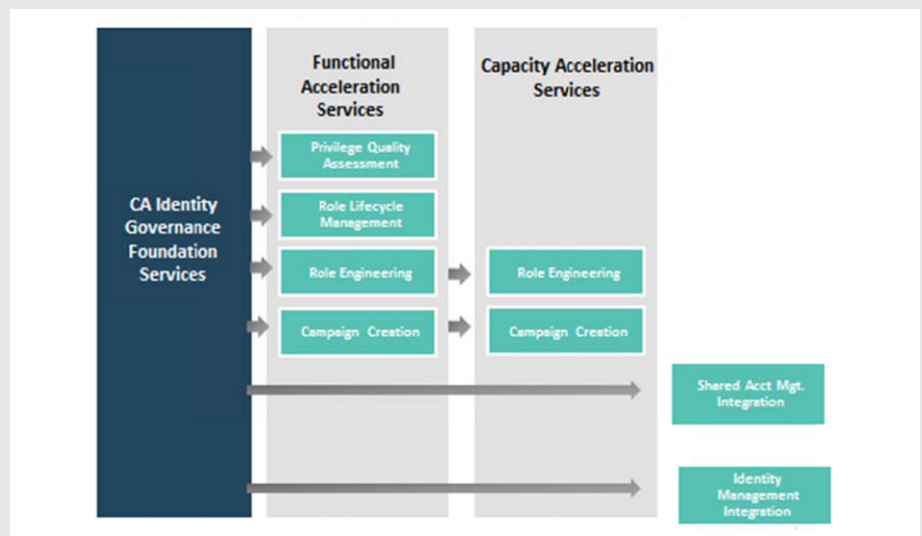 CA Identity
Governance
Foundation
Services
Functional
Acceleration
Services
Privilege Quality
Assessment
Role Lifecycle
Management
Role Engineering
Campaign Creation
Capacity Acceleration
Services
Role Engineering
Campaign Creation
Shared Acct Mgt.
Integration
Identity
Management
Integration